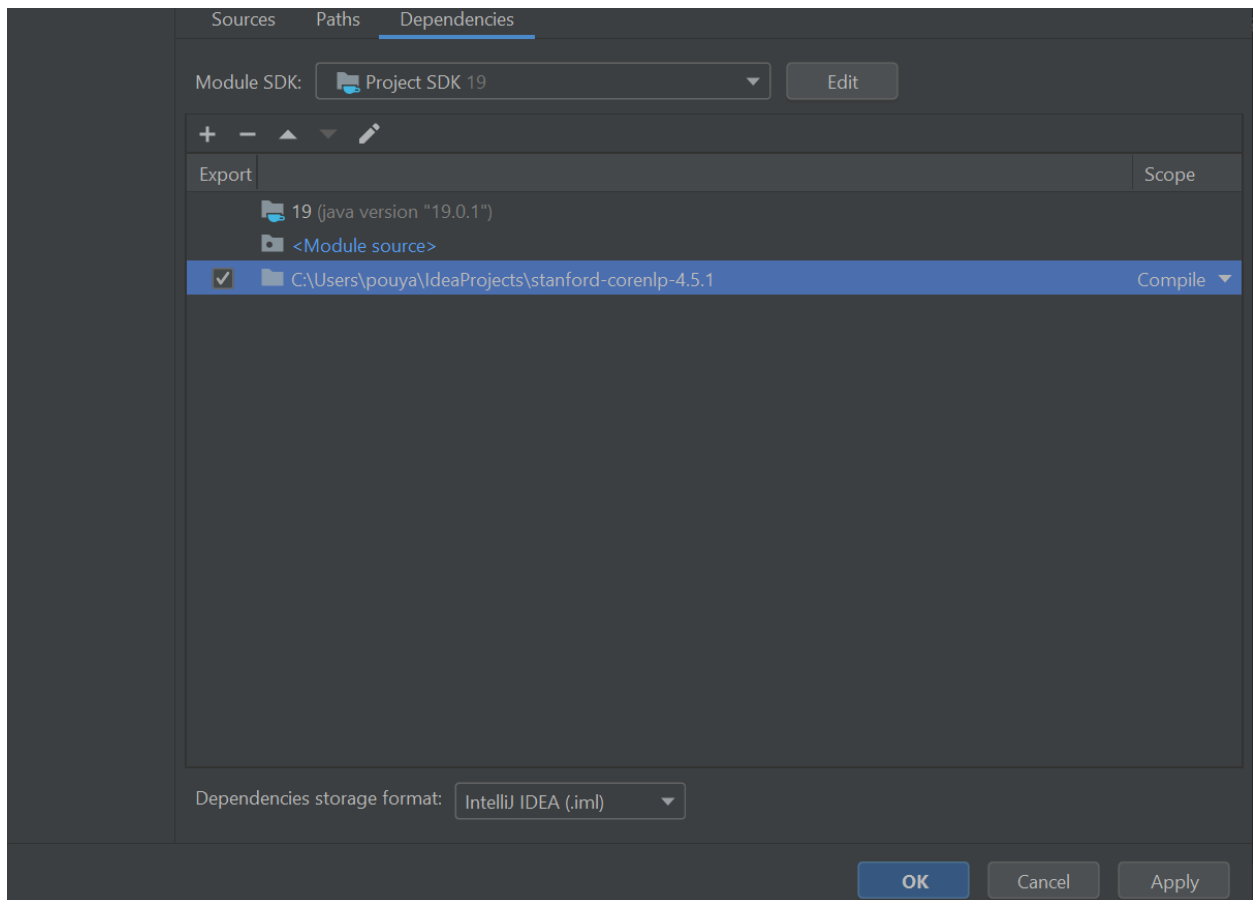 Sources Paths Dependencies
Module SDK: Project SDK 19 Edit
Export Scope
19 (java version "19.0.1")
<Module source>
C:\Users\pouya\IdeaProjects\stanford-corenlp-4.5.1 Compile
Dependencies storage format: IntelliJ IDEA (.iml)
OK Cancel Apply